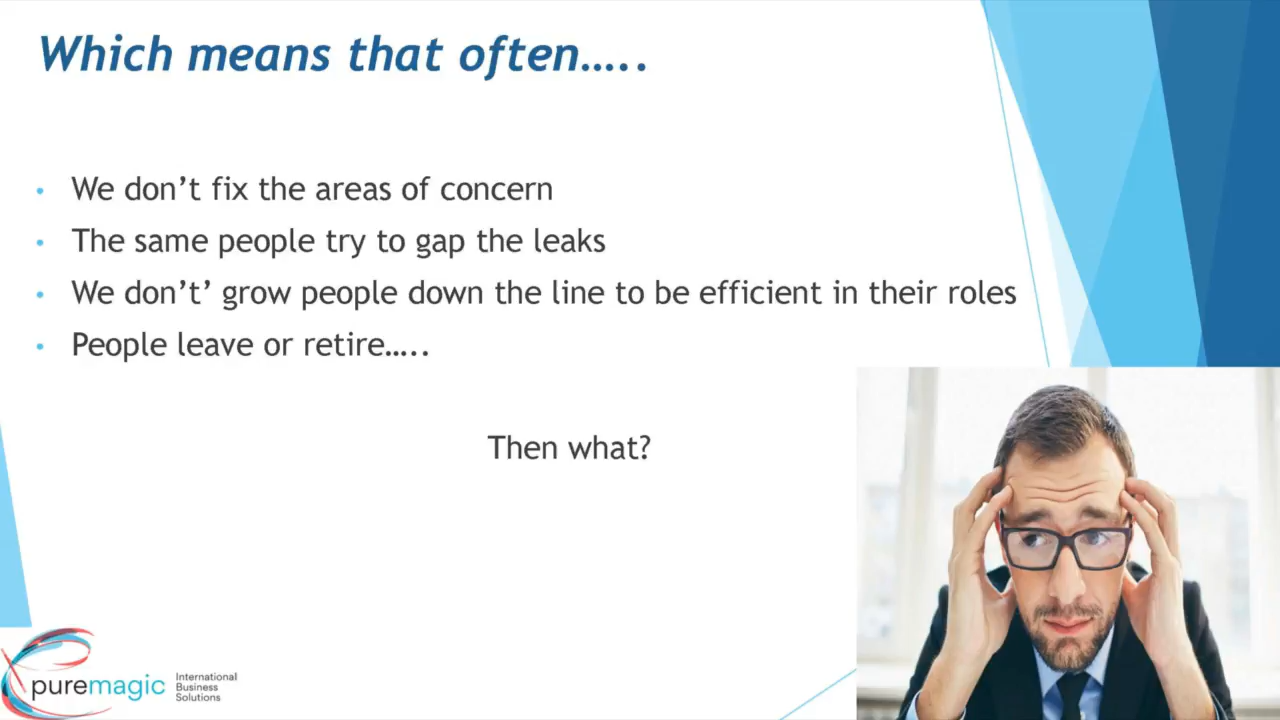 Which means that often.....
• We don’t fix the areas of concern
• The same people try to gap the leaks
• We don’t’ grow people down the line to be efficient in their roles
• People leave or retire.....
Then what?
puremagic
International
Business
Solutions